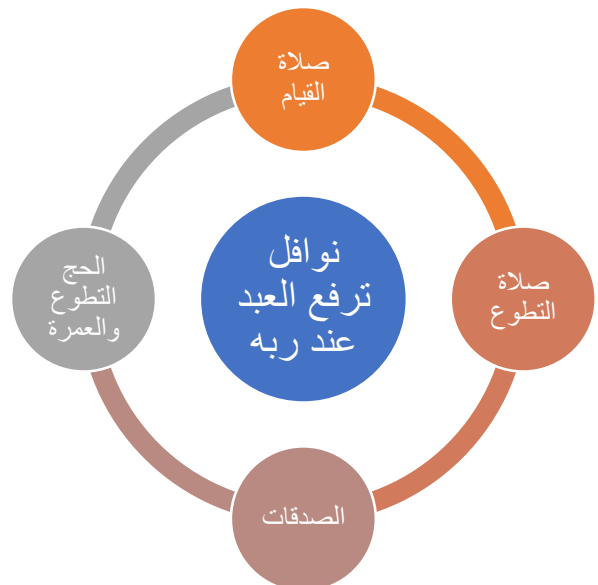 صلاة
القيام
نوافل
ترفع العبد
عند ربه
صلاة
التطوع
الصدقات
الحج
التطوع
والعمرة